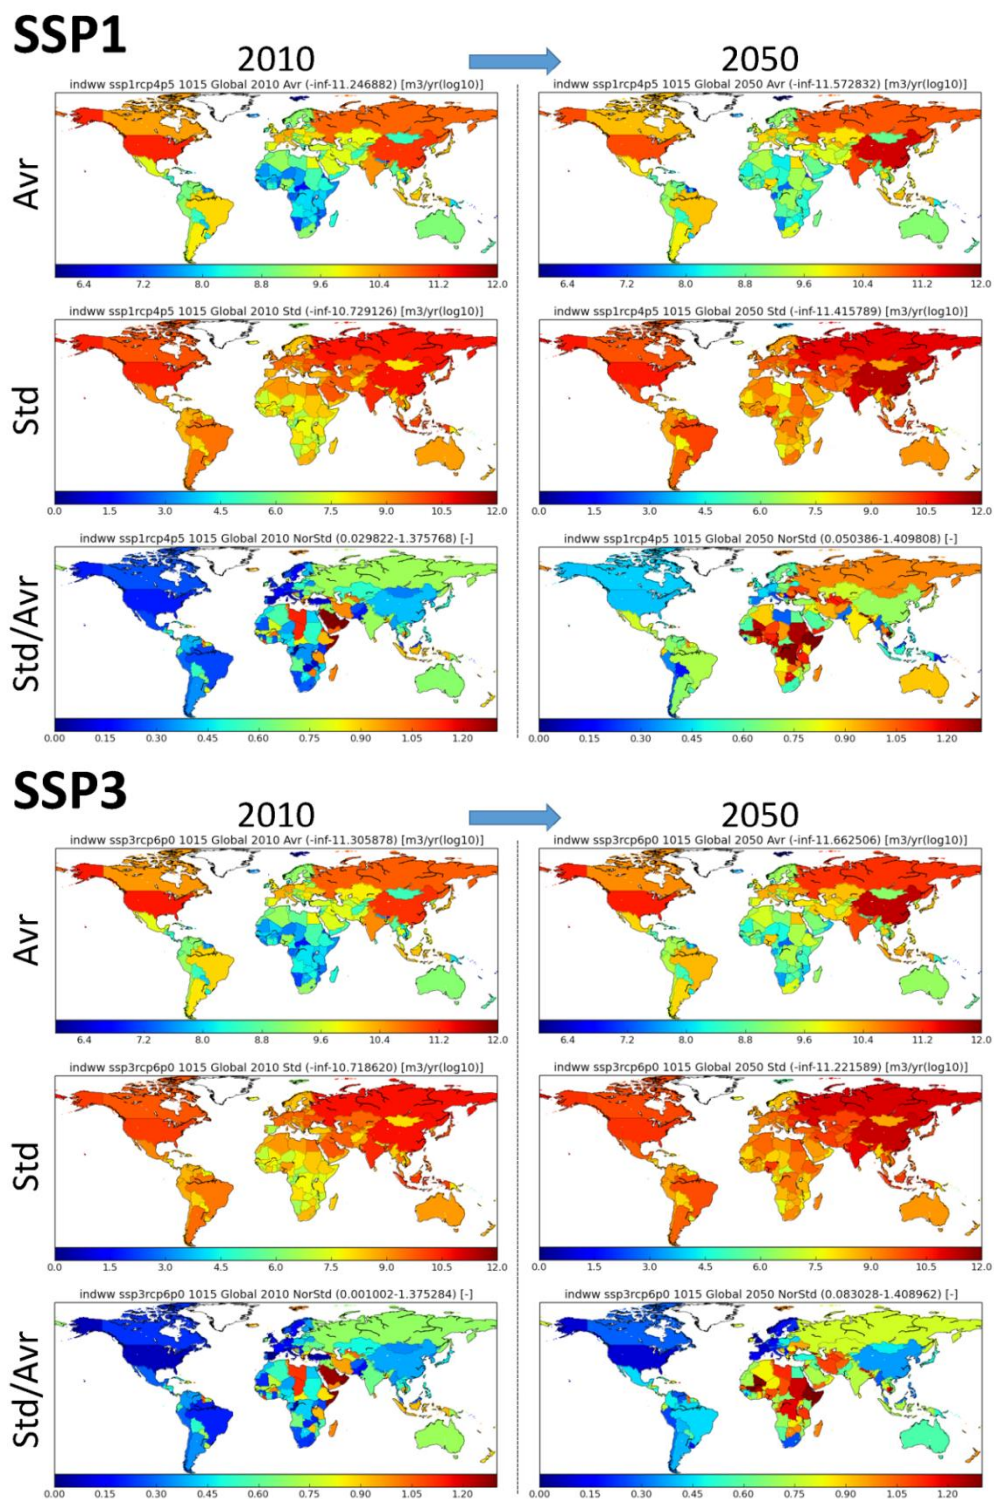 SSP1
2010 2050
indww ssp1rcp4p5 1015 Global 2010 Avr (-inf-11.246882) [m3/yr(log10)] indww ssp1rcp4p5 1015 Global 2050 Avr (-inf-11.572832) [m3/yr(log10)]
Avr
6.4 7.2 8.0 8.8 9.6 10.4 11.2 12.0 6.4 7.2 8.0 8.8 9.6 10.4 11.2 12.0
indww ssp1rcp4p5 1015 Global 2010 Std (-inf-10.729126) [m3/yr(log10)] indww ssp1rcp4p5 1015 Global 2050 Std (-inf-11.415789) [m3/yr(log10)]
Std
0.0 1.5 3.0 4.5 6.0 7.5 9.0 10.5 12.0 0.0 1.5 3.0 4.5 6.0 7.5 9.0 10.5 12.0
indww ssp1rcp4p5 1015 Global 2010 NorStd (0.029822-1.375768) [-] indww ssp1rcp4p5 1015 Global 2050 NorStd (0.050386-1.409808) [-]
Std/Avr
0.00 0.15 0.30 0.45 0.60 0.75 0.90 1.05 1.20 0.00 0.15 0.30 0.45 0.60 0.75 0.90 1.05 1.20
SSP3
2010 2050
indww ssp3rcp6p0 1015 Global 2010 Avr (-inf-11.305878) [m3/yr(log10)] indww ssp3rcp6p0 1015 Global 2050 Avr (-inf-11.662506) [m3/yr(log10)]
Avr
6.4 7.2 8.0 8.8 9.6 10.4 11.2 12.0 6.4 7.2 8.0 8.8 9.6 10.4 11.2 12.0
indww ssp3rcp6p0 1015 Global 2010 Std (-inf-10.718620) [m3/yr(log10)] indww ssp3rcp6p0 1015 Global 2050 Std (-inf-11.221589) [m3/yr(log10)]
Std
0.0 1.5 3.0 4.5 6.0 7.5 9.0 10.5 12.0 0.0 1.5 3.0 4.5 6.0 7.5 9.0 10.5 12.0
indww ssp3rcp6p0 1015 Global 2010 NorStd (0.001002-1.375284) [-] indww ssp3rcp6p0 1015 Global 2050 NorStd (0.083028-1.408962) [-]
Std/Avr
0.00 0.15 0.30 0.45 0.60 0.75 0.90 1.05 1.20 0.00 0.15 0.30 0.45 0.60 0.75 0.90 1.05 1.20